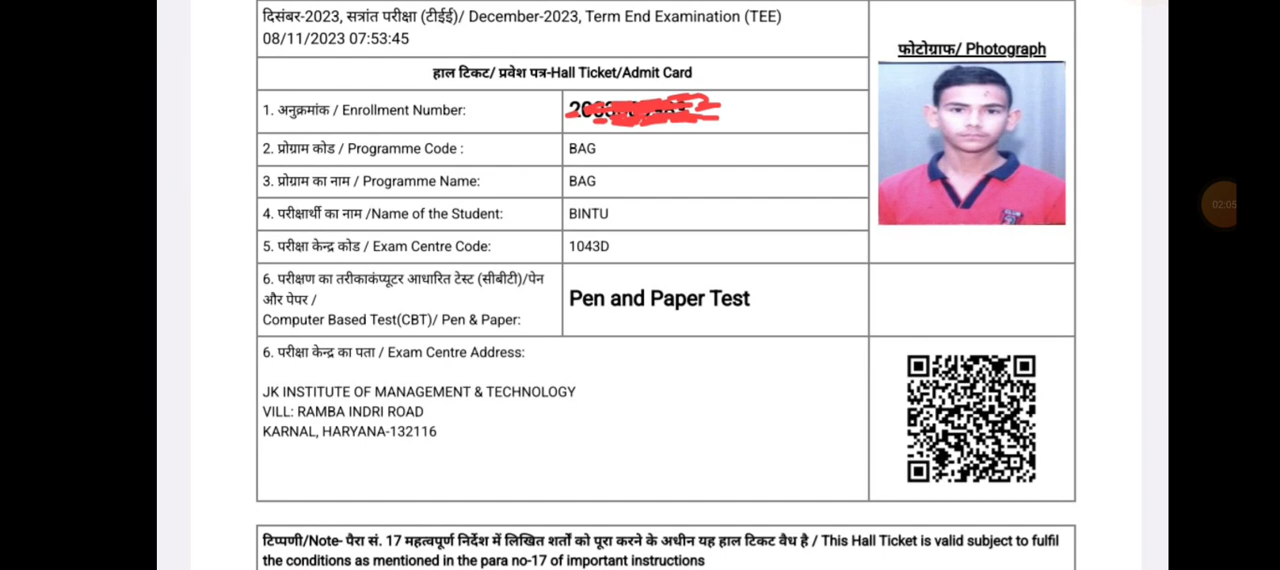 दिसंबर-2023, सत्रांत परीक्षा (टीईई)/ December-2023, Term End Examination (TEE)
08/11/2023 07:53:45
फोटोग्राफ/ Photograph
हाल टिकट/ प्रवेश पत्र-Hall Ticket/Admit Card
1. अनुक्रमांक / Enrollment Number:
2. प्रोग्राम कोड / Programme Code :
BAG
3. प्रोग्राम का नाम / Programme Name:
BAG
4. परीक्षार्थी का नाम /Name of the Student:
BINTU
5. परीक्षा केन्द्र कोड / Exam Centre Code:
1043D
02:05
6. परीक्षण का तरीकाकंप्यूटर आधारित टेस्ट (सीबीटी)/पेन
और पेपर /
Computer Based Test(CBT)/ Pen & Paper:
Pen and Paper Test
6. परीक्षा केन्द्र का पता / Exam Centre Address:
JK INSTITUTE OF MANAGEMENT & TECHNOLOGY
VILL: RAMBA INDRI ROAD
KARNAL, HARYANA-132116
टिप्पणी/Note- पैरा सं. 17 महत्वपूर्ण निर्देश में लिखित शर्तों को पूरा करने के अधीन यह हाल टिकट वैध है / This Hall Ticket is valid subject to fulfil
the conditions as mentioned in the para no-17 of important instructions